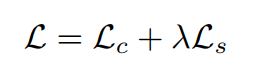 ℒ = ℒ_c + λℒ_s